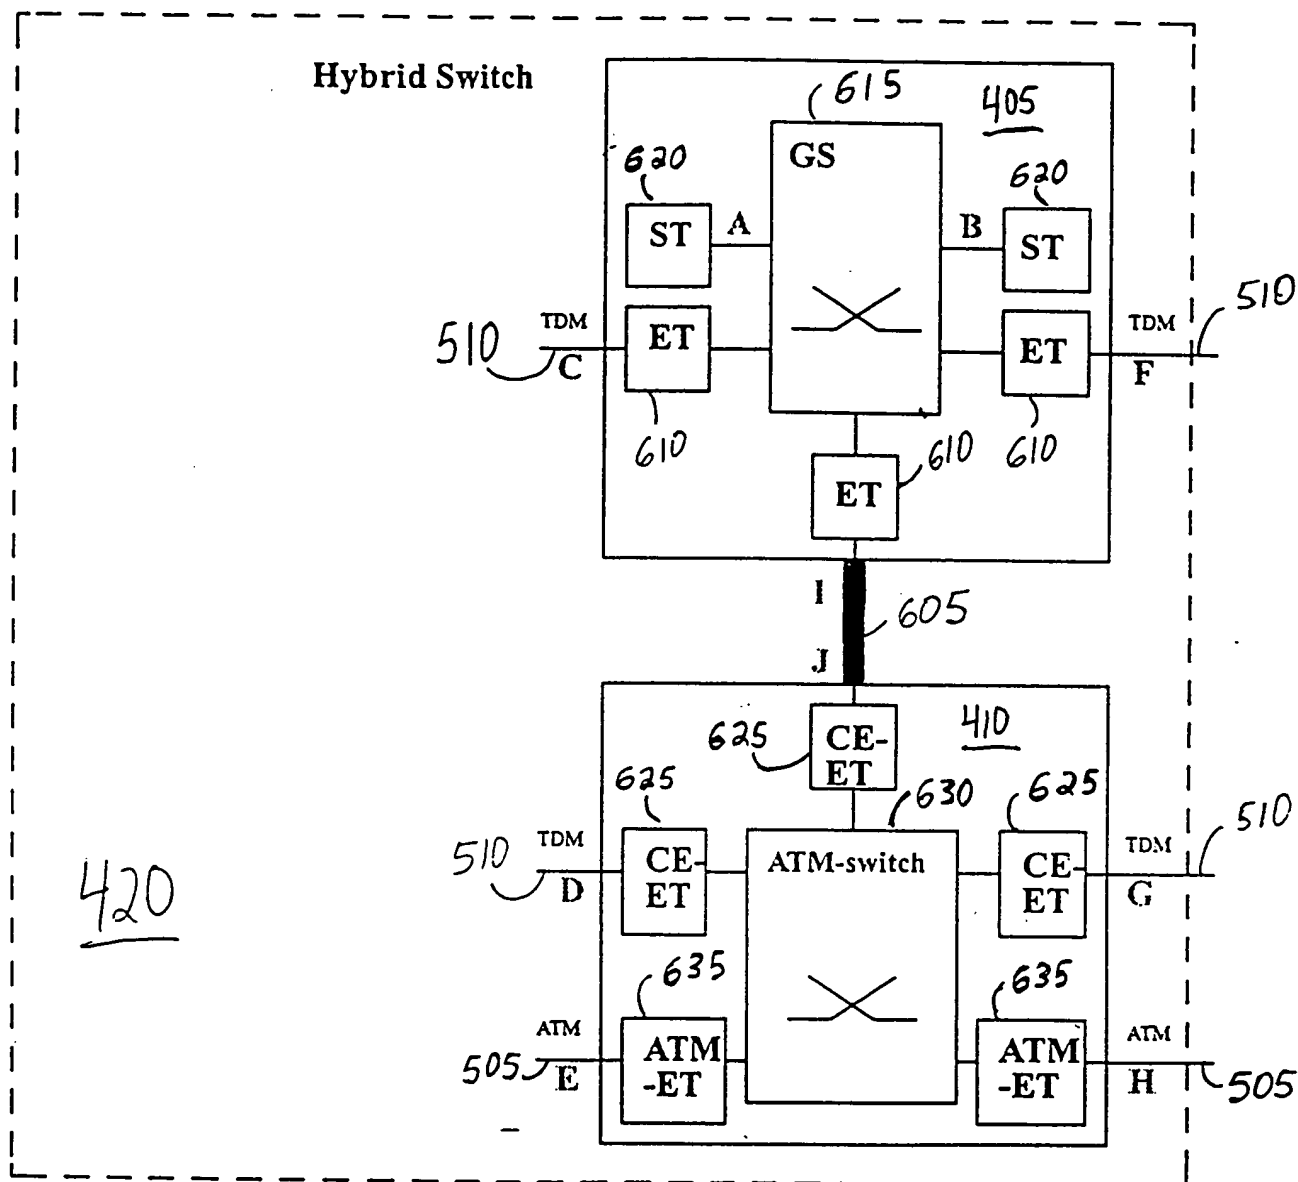 Hybrid Switch
615
405
GS
620
620
ST
A
B
ST
510
TDM
ET
ET
TDM
510
C
F
610
610
610
ET
I
605
J
410
625
CE-
ET
625
630
625
510
TDM
CE-
ET
ATM-switch
CE-
ET
TDM
510
D
G
420
635
635
ATM
ATM
-ET
ATM
-ET
ATM
505
E
H
505